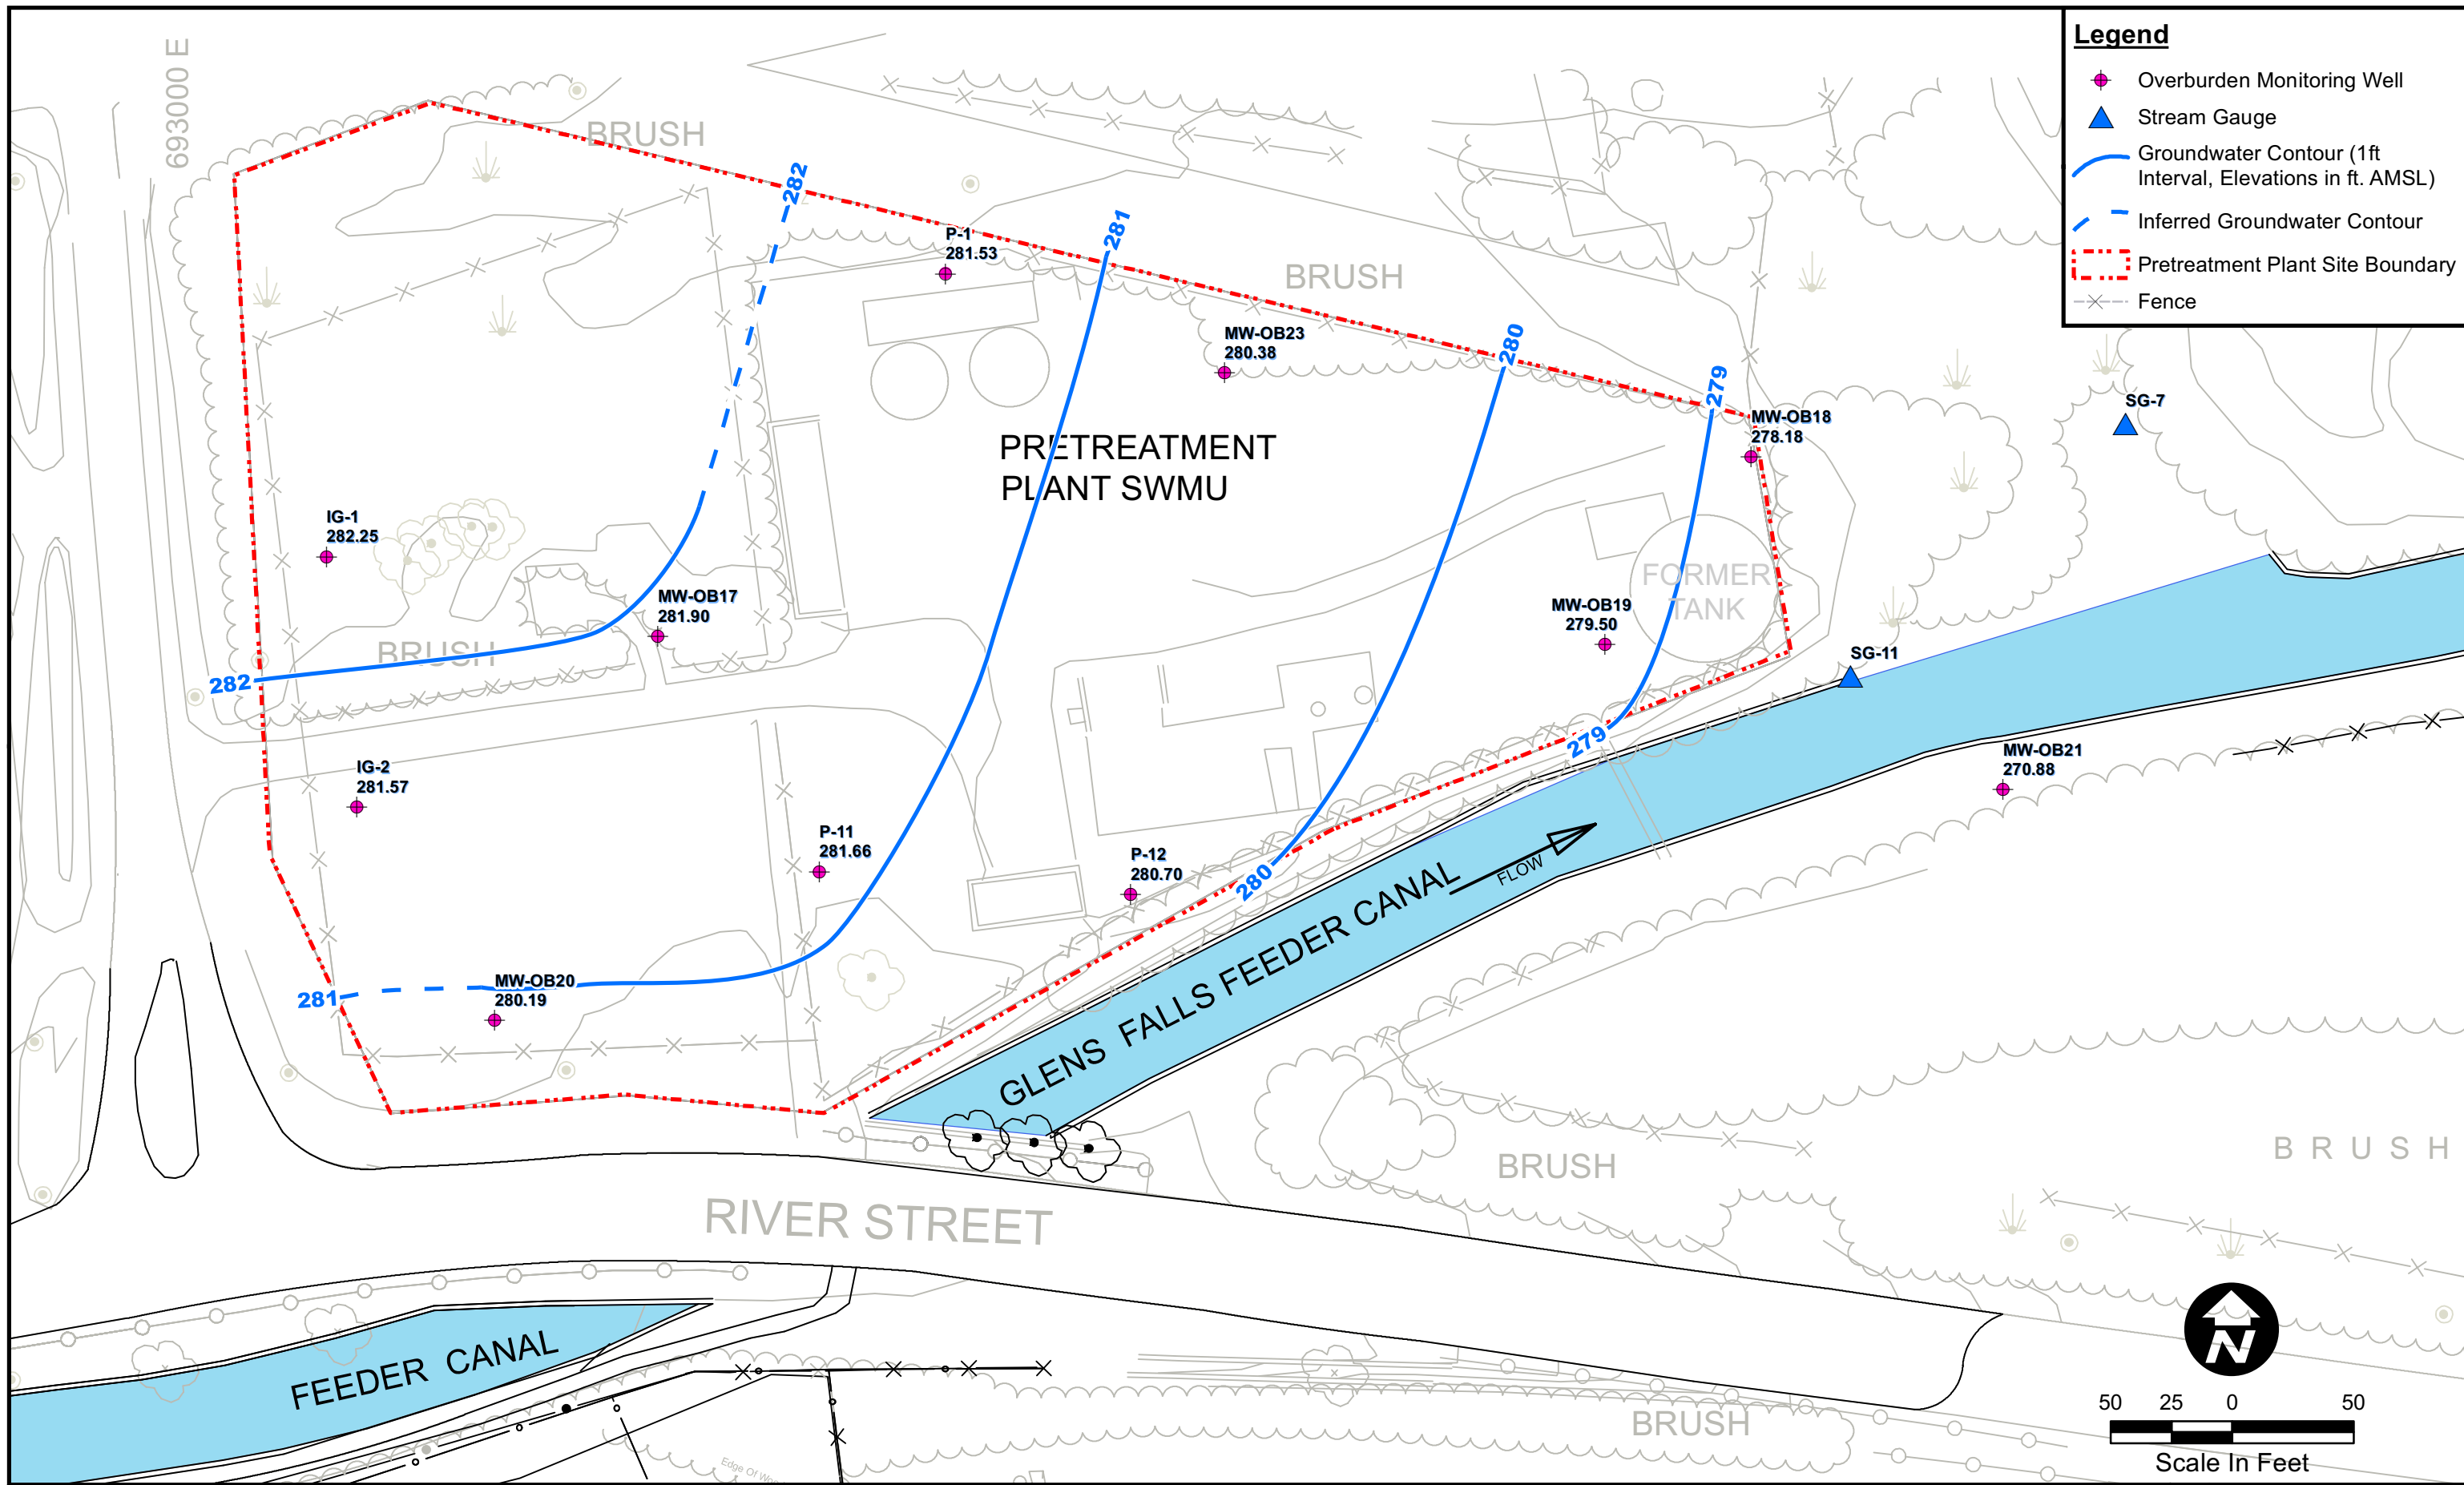 Legend
Overburden Monitoring Well
Stream Gauge
Groundwater Contour (1ft
Interval, Elevations in ft. AMSL)
Inferred Groundwater Contour
Pretreatment Plant Site Boundary
Fence
693000 E
BRUSH
282
281
P-1
281.53
BRUSH
MW-OB23
280.38
280
279
MW-OB18
278.18
SG-7
PRETREATMENT
PLANT SWMU
IG-1
282.25
MW-OB17
281.90
FORMER
TANK
MW-OB19
279.50
BRUSH
282
SG-11
279
MW-OB21
270.88
IG-2
281.57
P-11
281.66
P-12
280.70
280
FLOW
GLENS FALLS FEEDER CANAL
MW-OB20
280.19
281
BRUSH
BRUSH
RIVER STREET
FEEDER CANAL
BRUSH
N
50 25 0 50
Scale In Feet